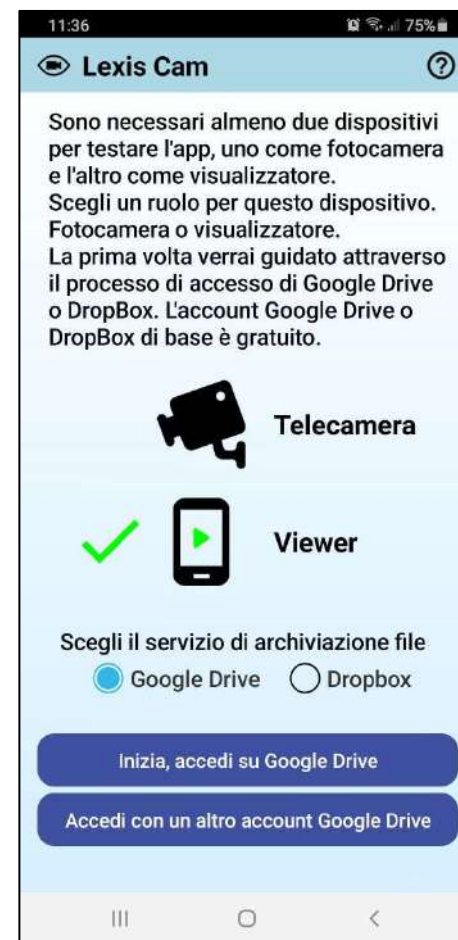 11:36
75%
Lexis Cam
Sono necessari almeno due dispositivi
per testare l'app, uno come fotocamera
e l'altro come visualizzatore.
Scegli un ruolo per questo dispositivo.
Fotocamera o visualizzatore.
La prima volta verrai guidato attraverso
il processo di accesso di Google Drive
o DropBox. L'account Google Drive o
DropBox di base è gratuito.
Telecamera
Viewer
Scegli il servizio di archiviazione file
Google Drive
Dropbox
Inizia, accedi su Google Drive
Accedi con un altro account Google Drive